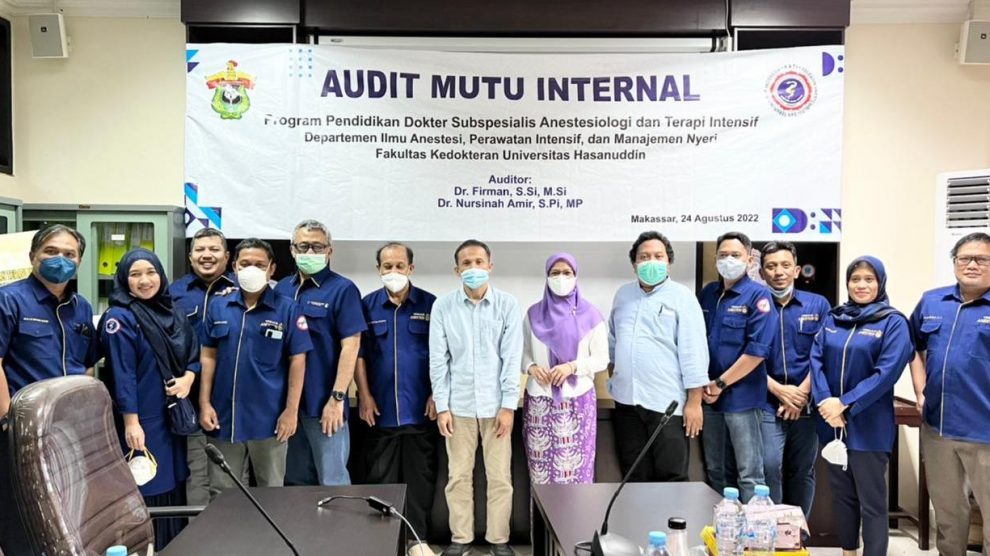 AUDIT MUTU INTERNAL
Program Pendidikan Dokter Subspesialis Anestesiologi dan Terapi Intensif
Departemen Ilmu Anestesi, Perawatan Intensif, dan Manajemen Nyeri
Fakultas Kedokteran Universitas Hasanuddin
Auditor:
Dr. Firman, S.Si, M.Si
Dr. Nursinah Amir, S.Pi, MP
Makassar, 24 Agustus 2022